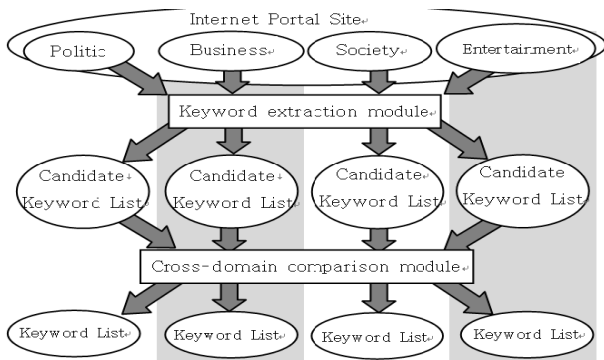 Internet Portal Site
Politic
Business
Society
Entertainment
Keyword extraction module
Candidate
Keyword List
Candidate
Keyword List
Candidate
Keyword List
Candidate
Keyword List
Cross-domain comparison module
Keyword List
Keyword List
Keyword List
Keyword List